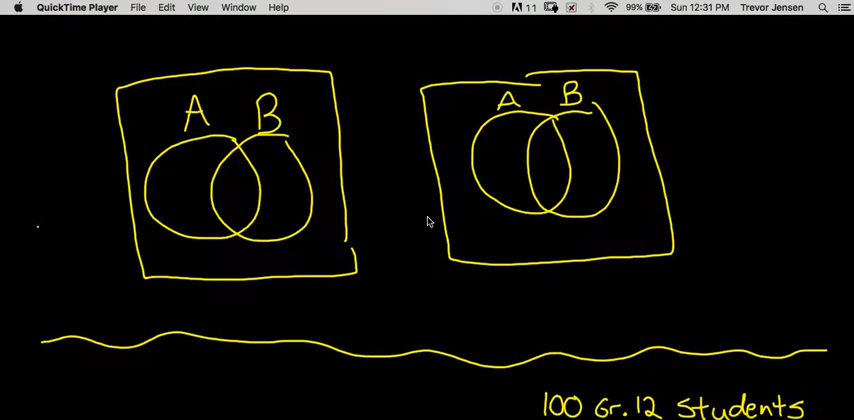 QuickTime Player File Edit View Window Help 11 99% Sun 12:31 PM Trevor Jensen
A B
A B
100 Gr.12 Students